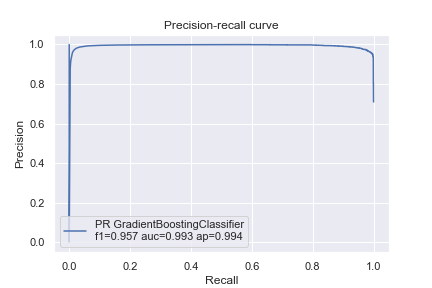 Precision-recall curve
1.0
0.8
0.6
0.4
0.2
0.0
Precision
PR GradientBoostingClassifier
f1=0.957 auc=0.993 ap=0.994
0.0 0.2 0.4 0.6 0.8 1.0
Recall